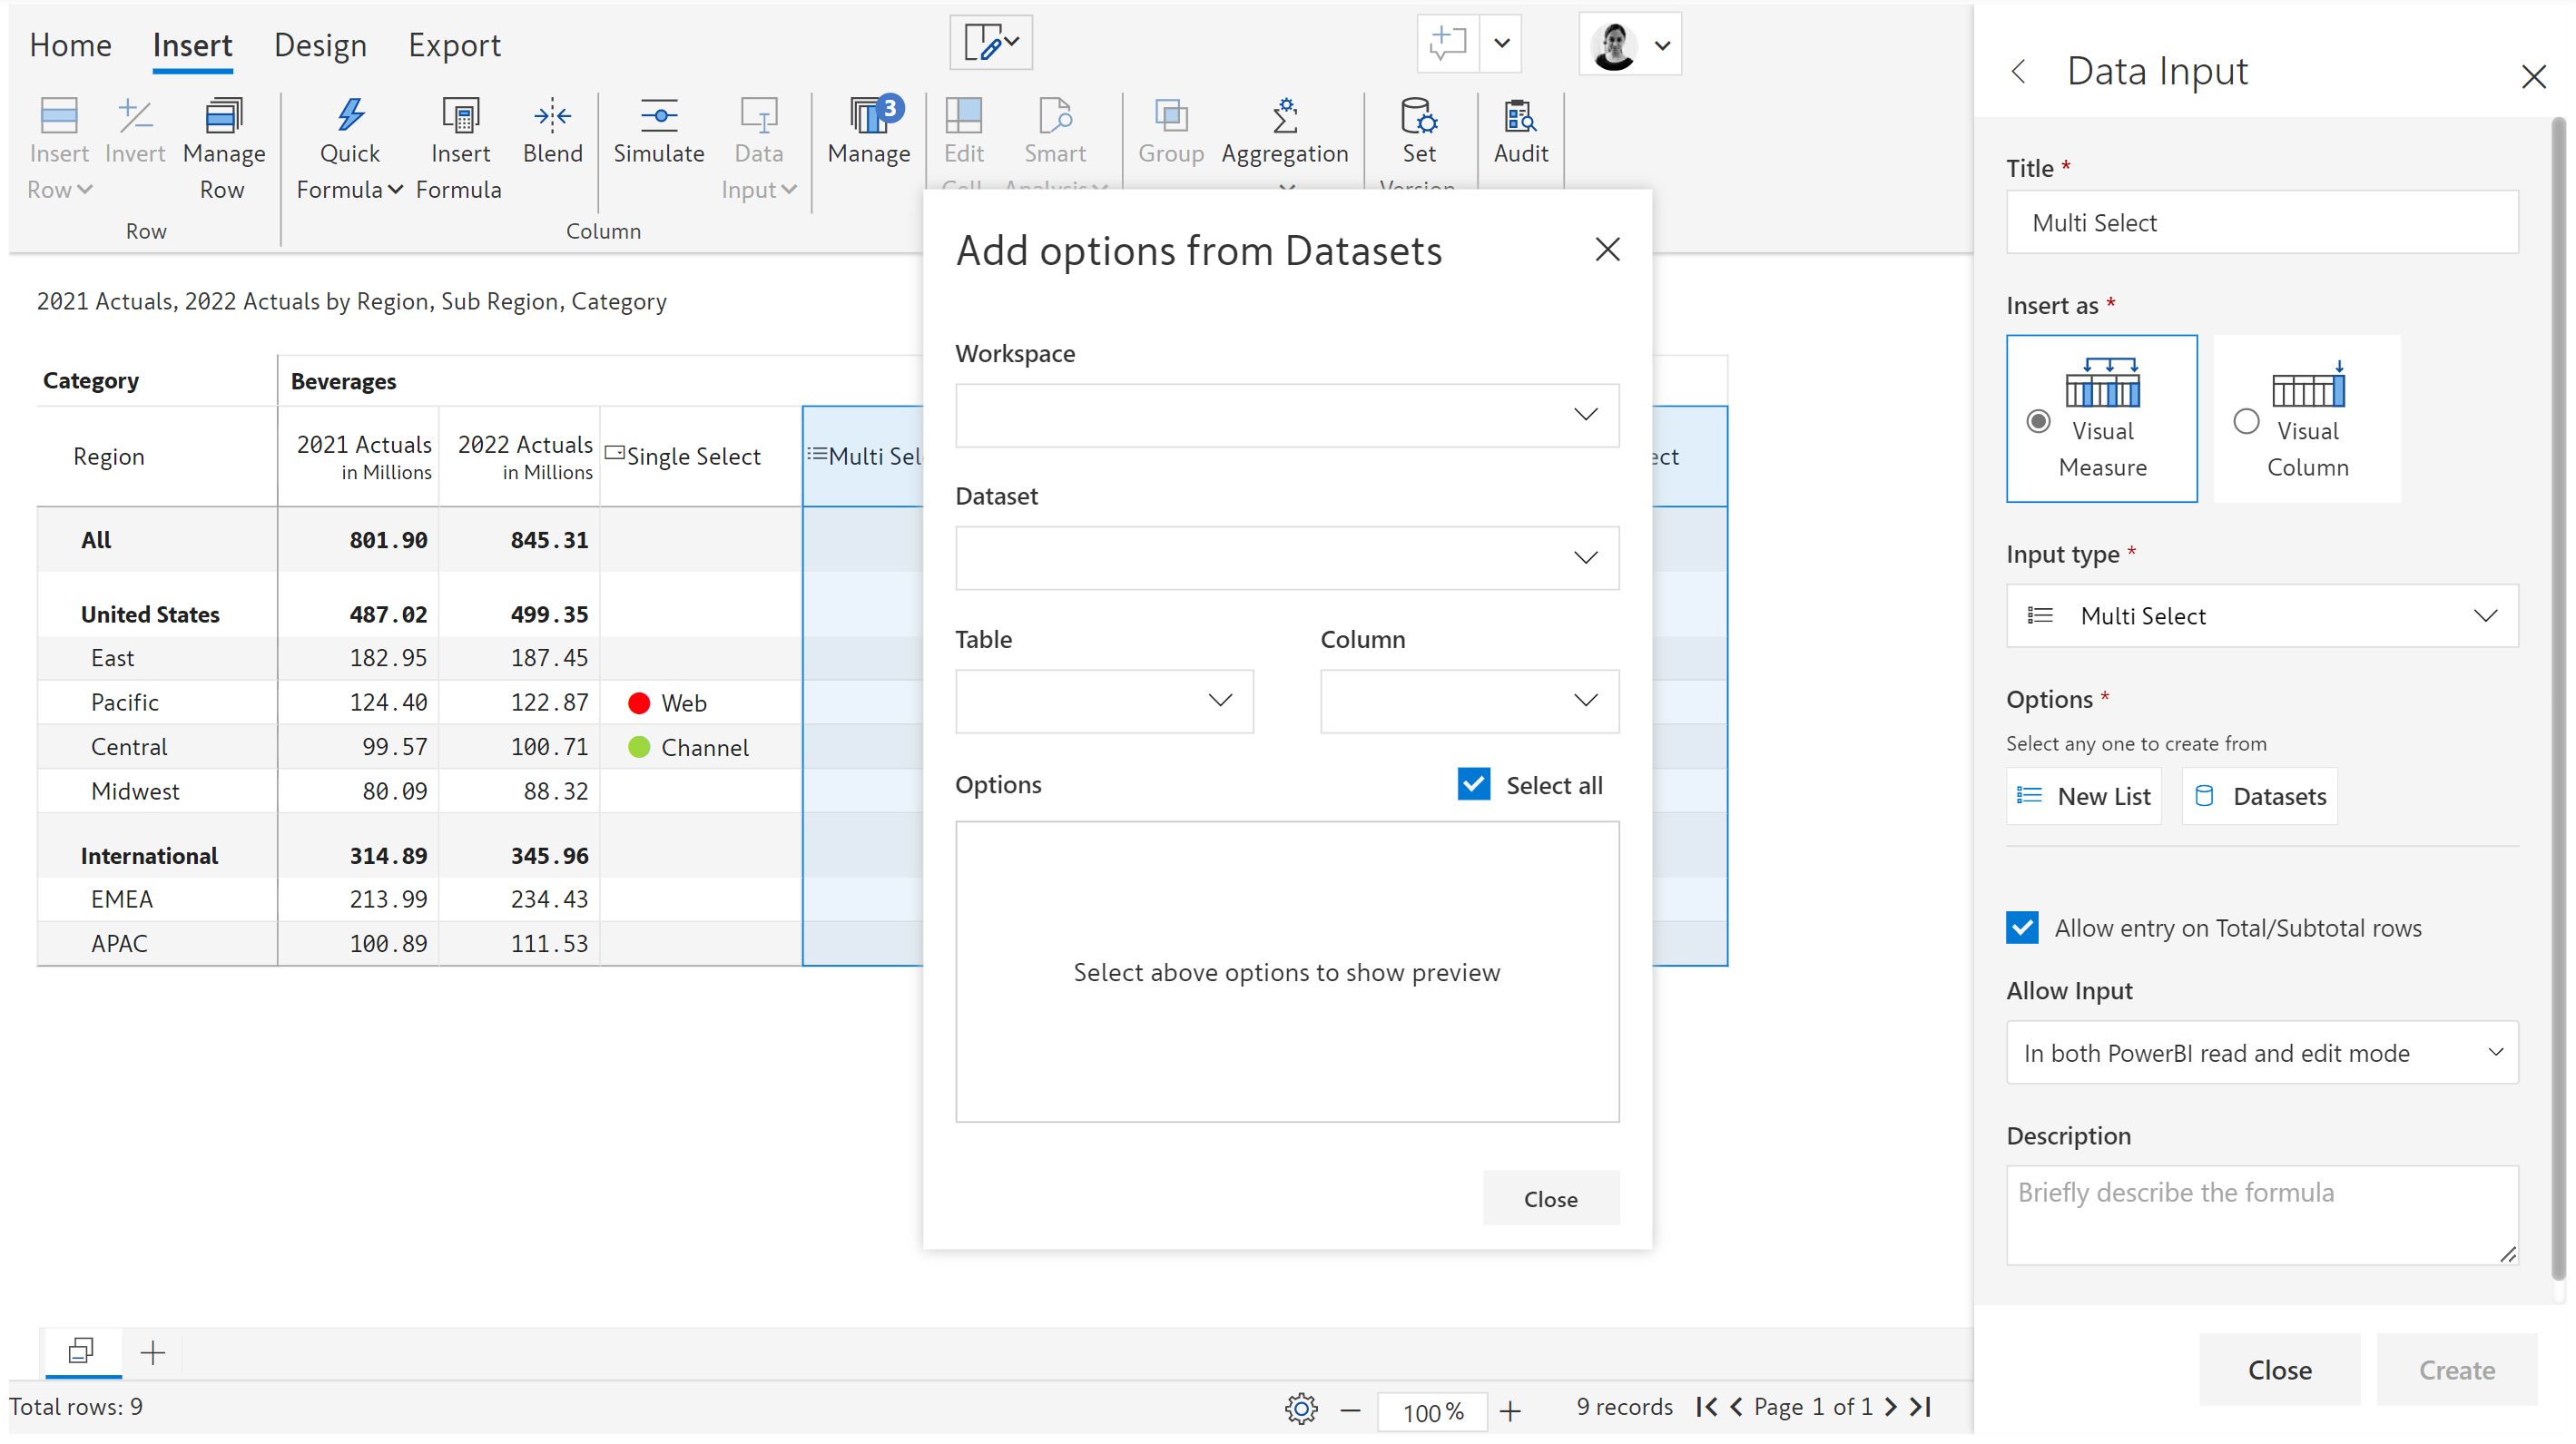 Home Insert Design Export
Insert Row Invert Manage Row Quick Formula Insert Formula Blend Simulate Data Input Manage 3 Edit Smart Group Aggregation Set Audit
Row Column
2021 Actuals, 2022 Actuals by Region, Sub Region, Category
Category Beverages
Region 2021 Actuals in Millions 2022 Actuals in Millions Single Select Multi Sel ect
All 801.90 845.31
United States 487.02 499.35
East 182.95 187.45
Pacific 124.40 122.87 Web
Central 99.57 100.71 Channel
Midwest 80.09 88.32
International 314.89 345.96
EMEA 213.99 234.43
APAC 100.89 111.53
Add options from Datasets
Workspace
Dataset
Table Column
Options Select all
Select above options to show preview
Close
Data Input
Title *
Multi Select
Insert as *
Visual Measure
Visual Column
Input type *
Multi Select
Options *
Select any one to create from
New List Datasets
Allow entry on Total/Subtotal rows
Allow Input
In both PowerBI read and edit mode
Description
Briefly describe the formula
Close Create
Total rows: 9
100 %
9 records Page 1 of 1